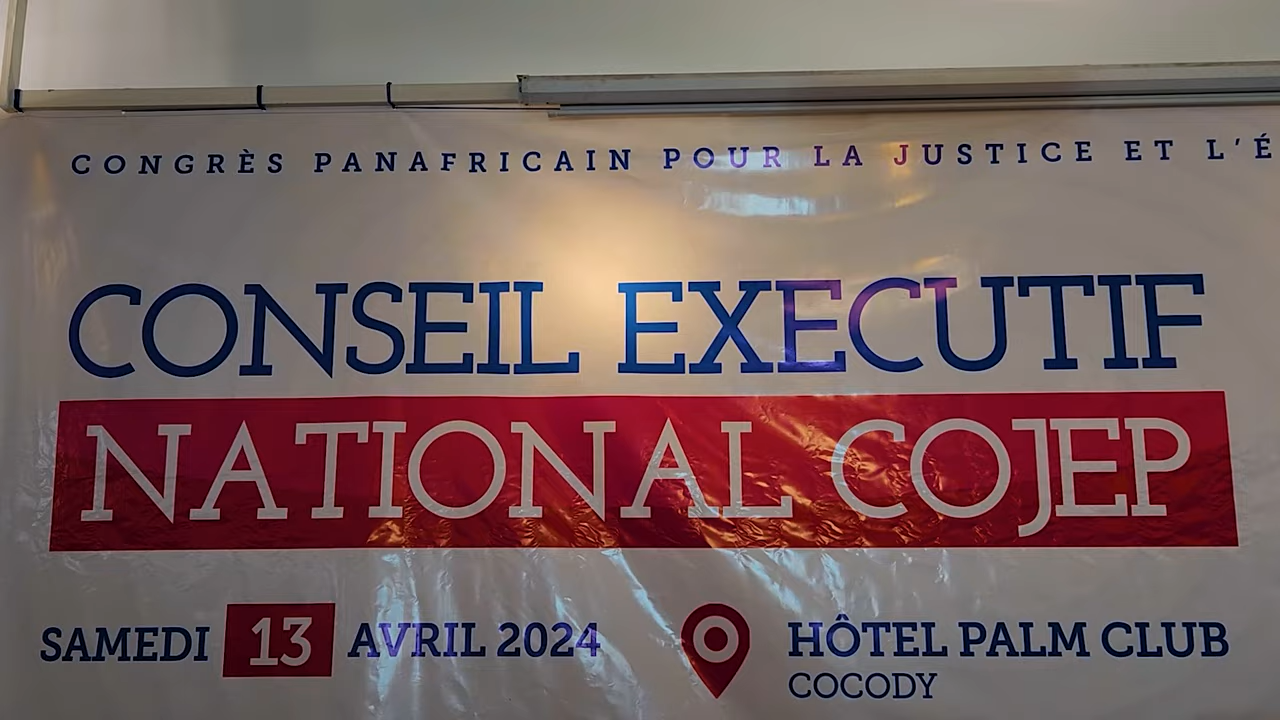 CONGRÈS PANAFRICAIN POUR LA JUSTICE ET L'É
CONSEIL EXECUTIF
NATIONAL COJEP
SAMEDI 13 AVRIL 2024
HÔTEL PALM CLUB
COCODY